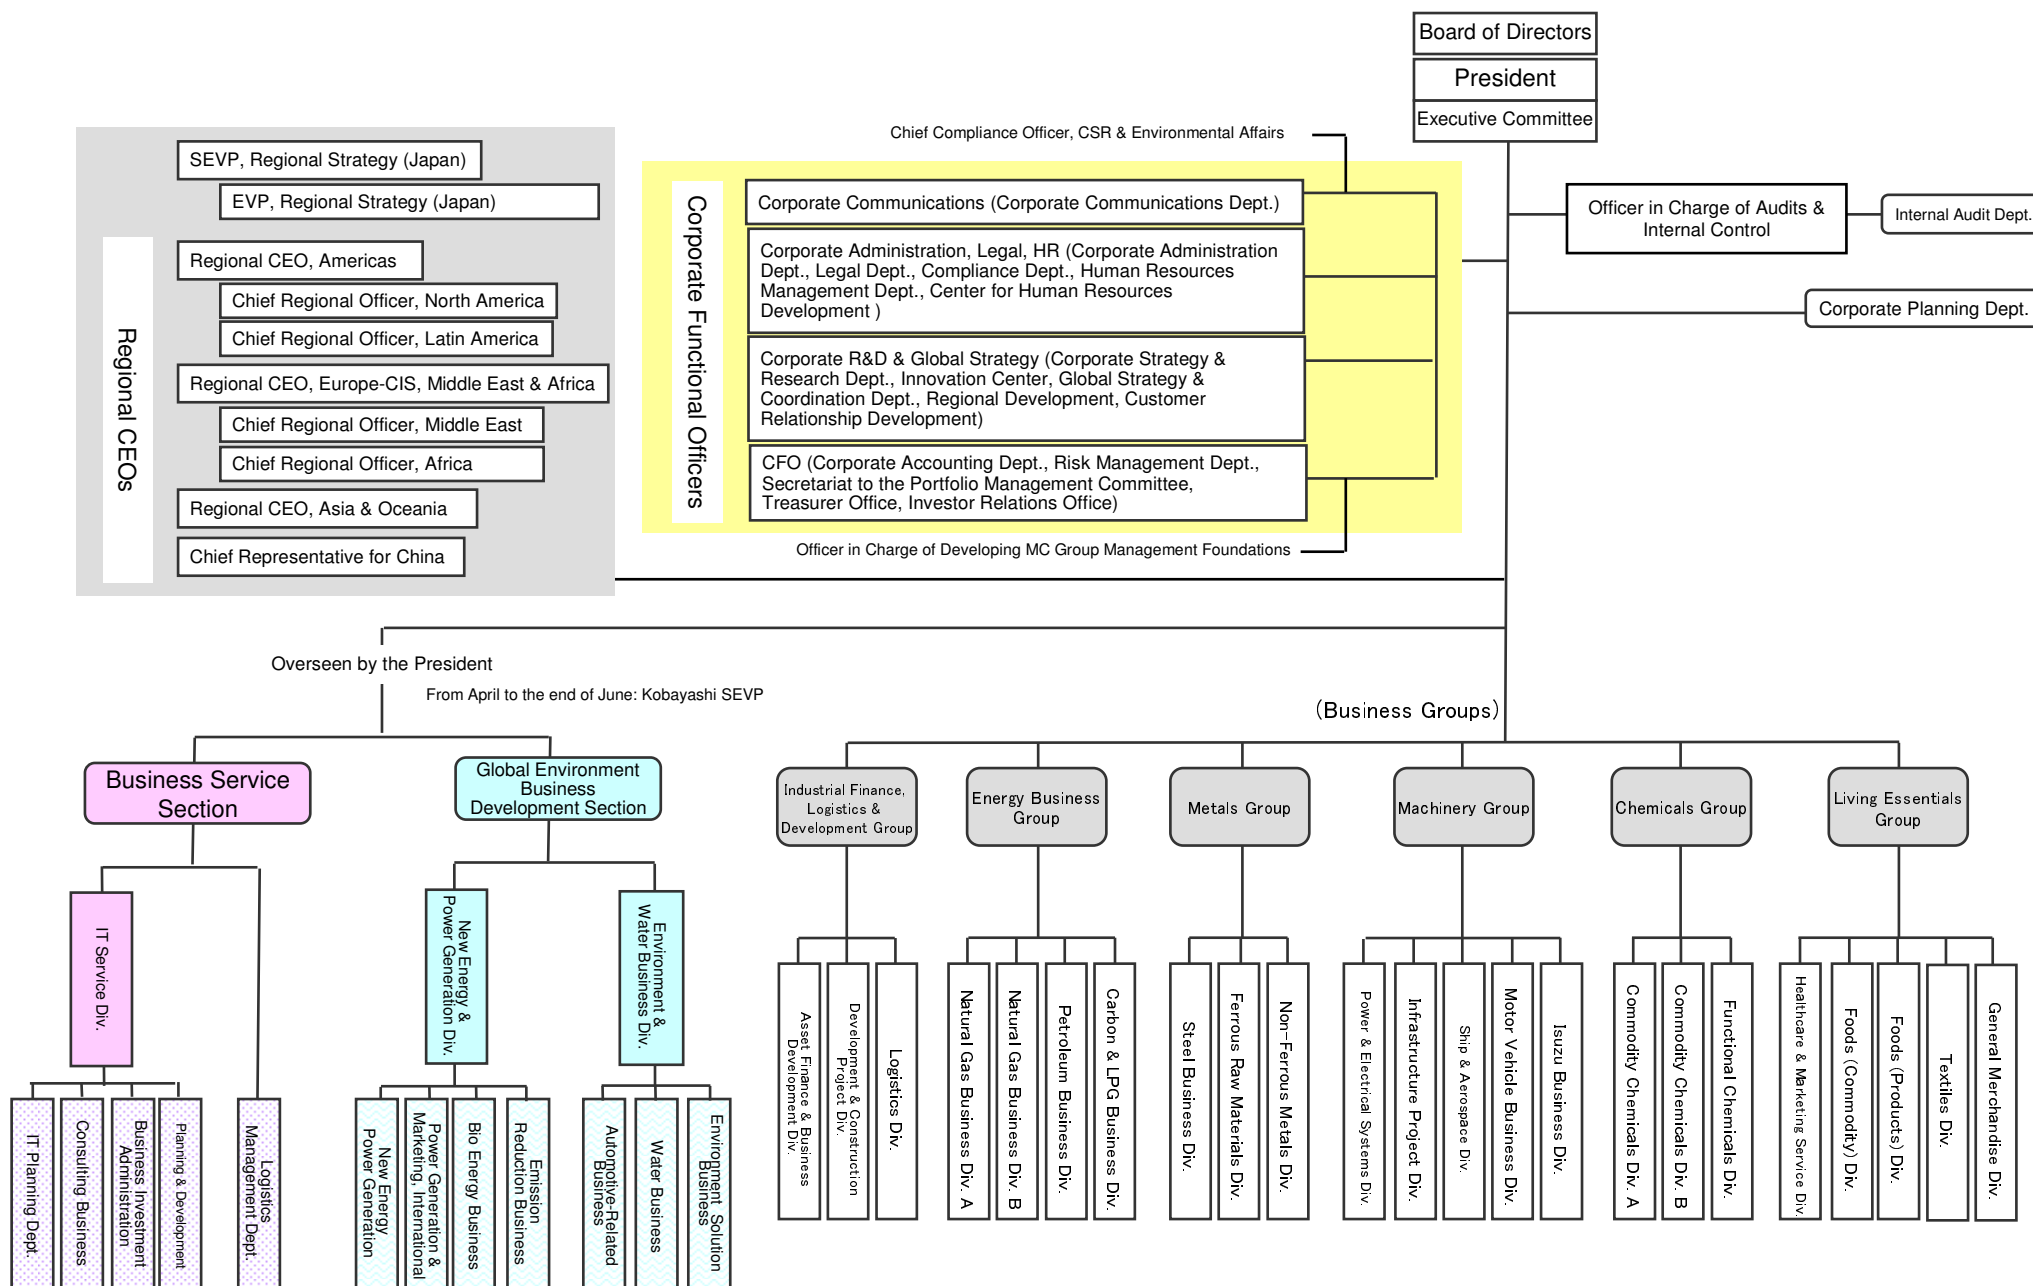 Board of Directors
President
Executive Committee
Chief Compliance Officer, CSR & Environmental Affairs
SEVP, Regional Strategy (Japan)
EVP, Regional Strategy (Japan)
Regional CEOs
Regional CEO, Americas
Chief Regional Officer, North America
Chief Regional Officer, Latin America
Regional CEO, Europe-CIS, Middle East & Africa
Chief Regional Officer, Middle East
Chief Regional Officer, Africa
Regional CEO, Asia & Oceania
Chief Representative for China
Corporate Functional Officers
Corporate Communications (Corporate Communications Dept.)
Corporate Administration, Legal, HR (Corporate Administration
Dept., Legal Dept., Compliance Dept., Human Resources
Management Dept., Center for Human Resources
Development )
Corporate R&D & Global Strategy (Corporate Strategy &
Research Dept., Innovation Center, Global Strategy &
Coordination Dept., Regional Development, Customer
Relationship Development)
CFO (Corporate Accounting Dept., Risk Management Dept.,
Secretariat to the Portfolio Management Committee,
Treasurer Office, Investor Relations Office)
Officer in Charge of Developing MC Group Management Foundations
Officer in Charge of Audits &
Internal Control
Internal Audit Dept.
Corporate Planning Dept.
Overseen by the President
From April to the end of June: Kobayashi SEVP
(Business Groups)
Business Service
Section
Global Environment
Business
Development Section
Industrial Finance,
Logistics &
Development Group
Energy Business
Group
Metals Group
Machinery Group
Chemicals Group
Living Essentials
Group
IT Service Div.
New Energy &
Power Generation Div.
Environment &
Water Business Div.
IT Planning Dept.
Consulting Business
Business Investment
Administration
Planning & Development
Logistics
Management Dept.
New Energy
Power Generation
Power Generation &
Marketing, International
Bio Energy Business
Emission
Reduction Business
Automotive-Related
Business
Water Business
Environment Solution
Business
Asset Finance & Business
Development Div.
Development & Construction
Project Div.
Logistics Div.
Natural Gas Business Div. A
Natural Gas Business Div. B
Petroleum Business Div.
Carbon & LPG Business Div.
Steel Business Div.
Ferrous Raw Materials Div.
Non-Ferrous Metals Div.
Power & Electrical Systems Div.
Infrastructure Project Div.
Ship & Aerospace Div.
Motor Vehicle Business Div.
Isuzu Business Div.
Commodity Chemicals Div. A
Commodity Chemicals Div. B
Functional Chemicals Div.
Healthcare & Marketing Service Div.
Foods (Commodity) Div.
Foods (Products) Div.
Textiles Div.
General Merchandise Div.